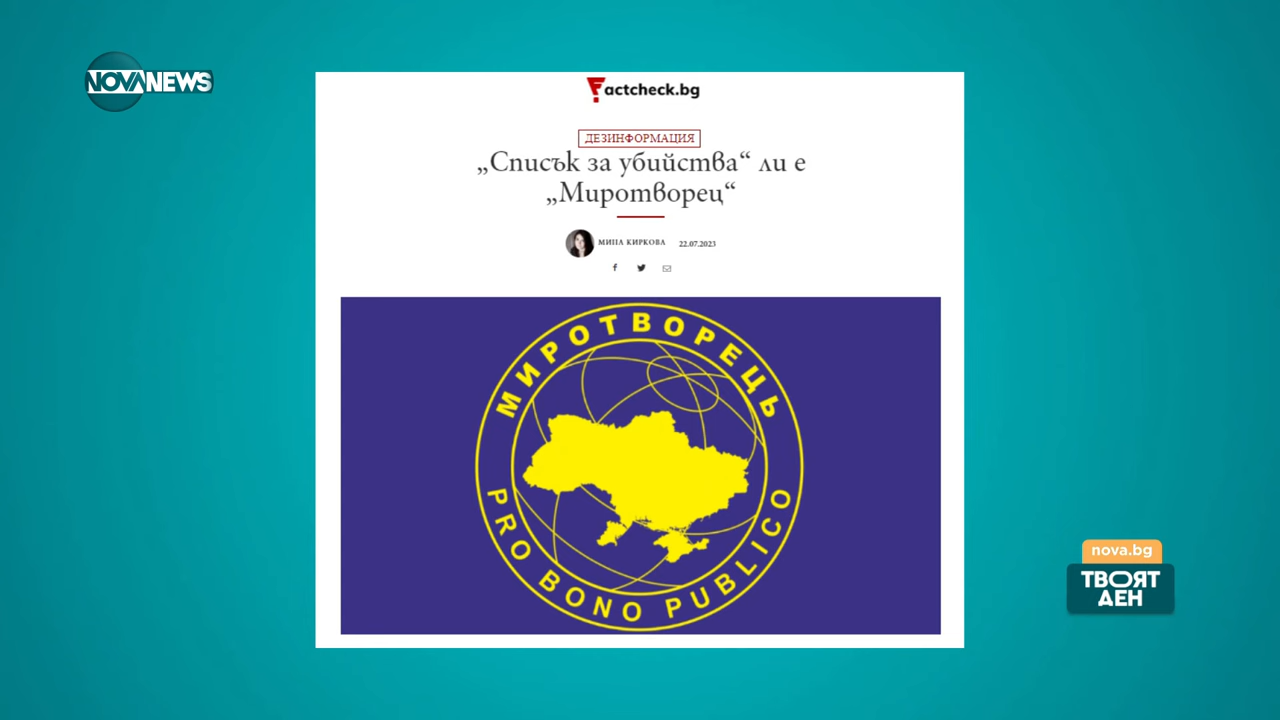 NOVANEWS
Factcheck.bg
ДЕЗИНФОРМАЦИЯ
„Списък за убийства“ ли е
„Миротворец“
МИНА КИРКОВА 22.07.2023
МИРОТВОРЕЦЬ
PRO BONO PUBLICO
nova.bg
ТВОЯТ
ДЕН